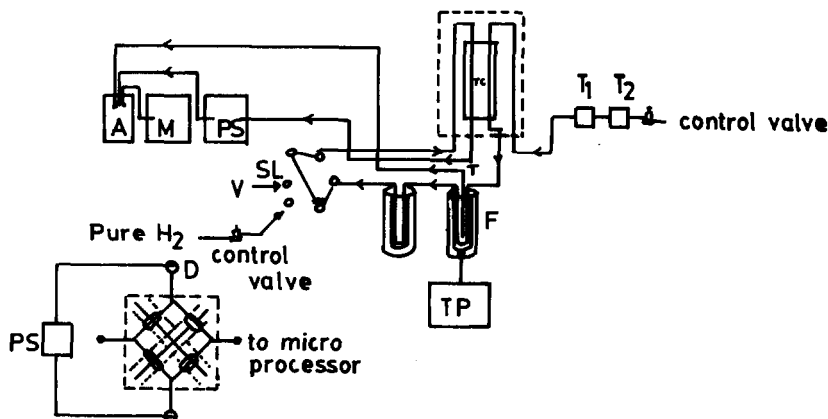 TC
T1 T2
control valve
A M PS
SL
V
T
F
Pure H2
control
valve
D
TP
PS
to micro
processor